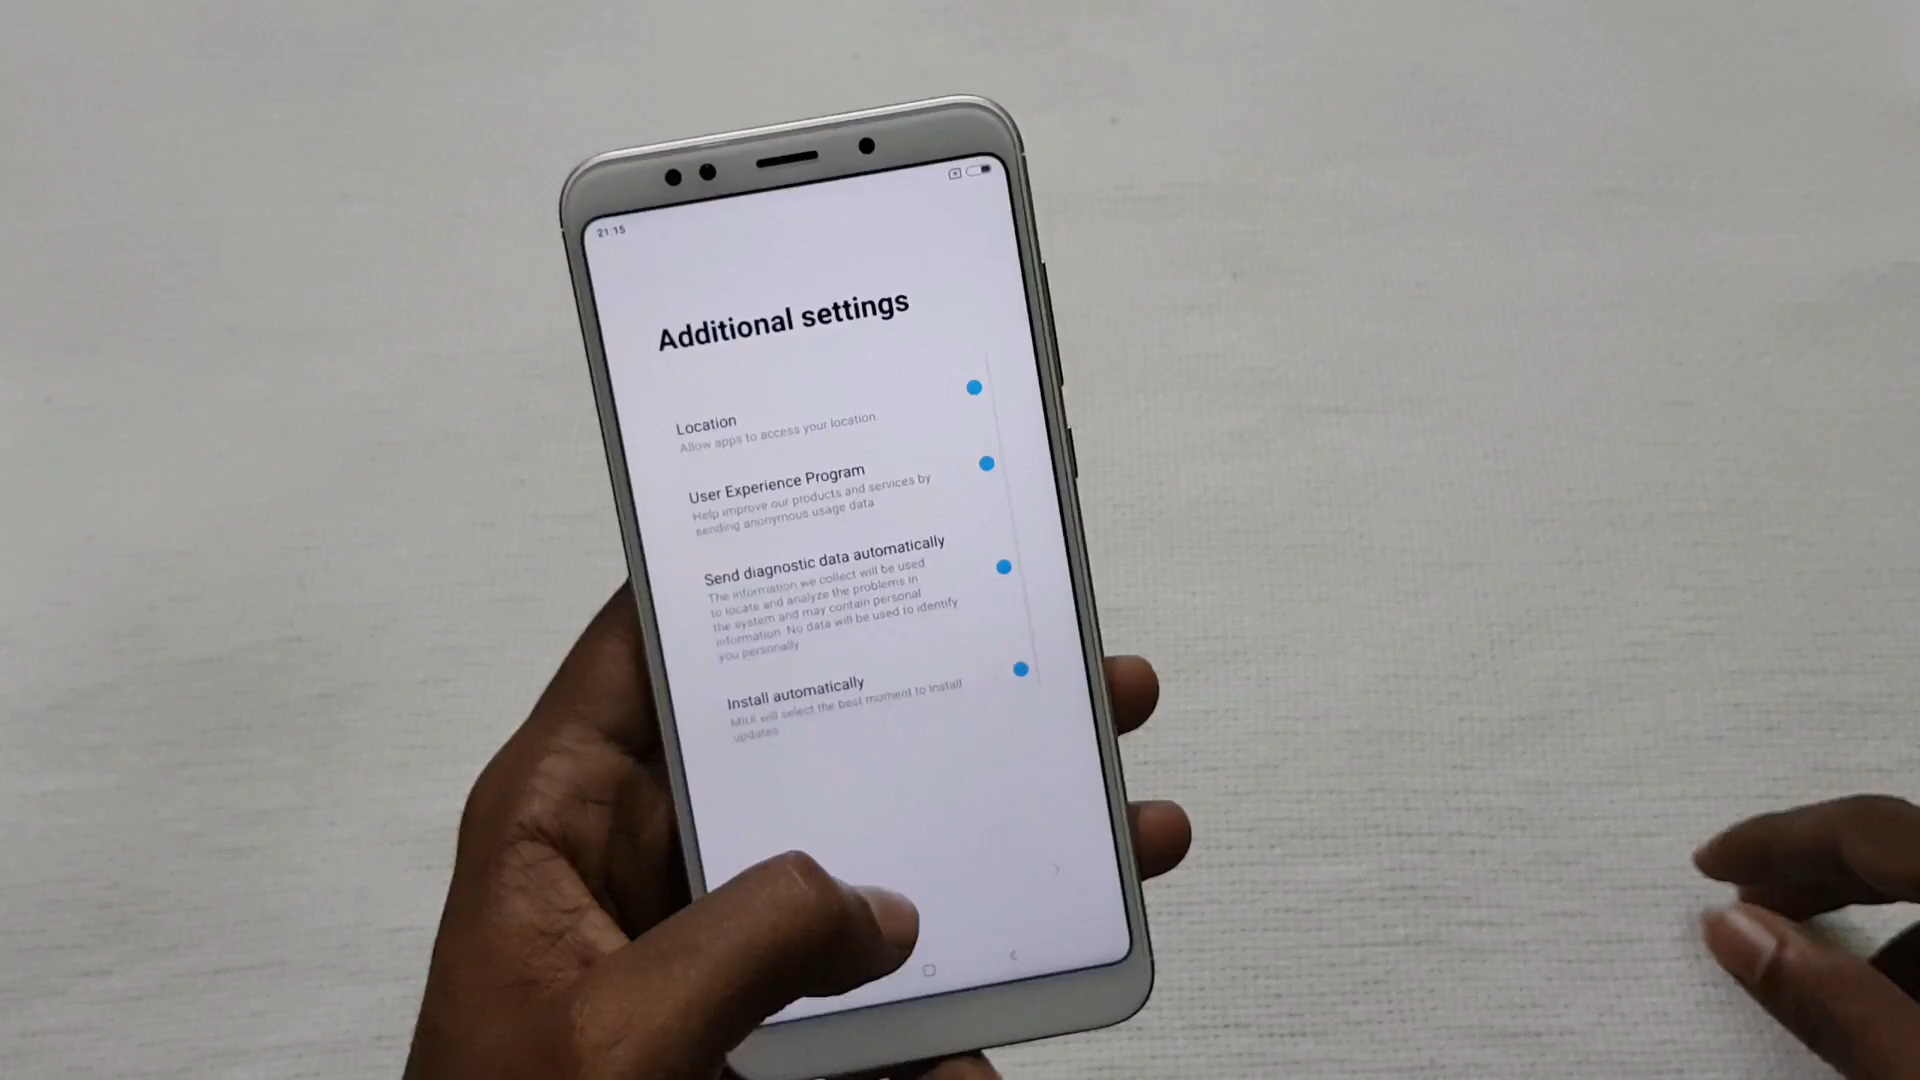 21:15
Additional settings
Location
Allow apps to access your location.
User Experience Program
Help improve our products and services by
sending anonymous usage data.
Send diagnostic data automatically
The information we collect will be used
to locate and analyze the problems in
the system and may contain personal
information. No data will be used to identify
you personally
Install automatically
MIUI will select the best moment to install
updates